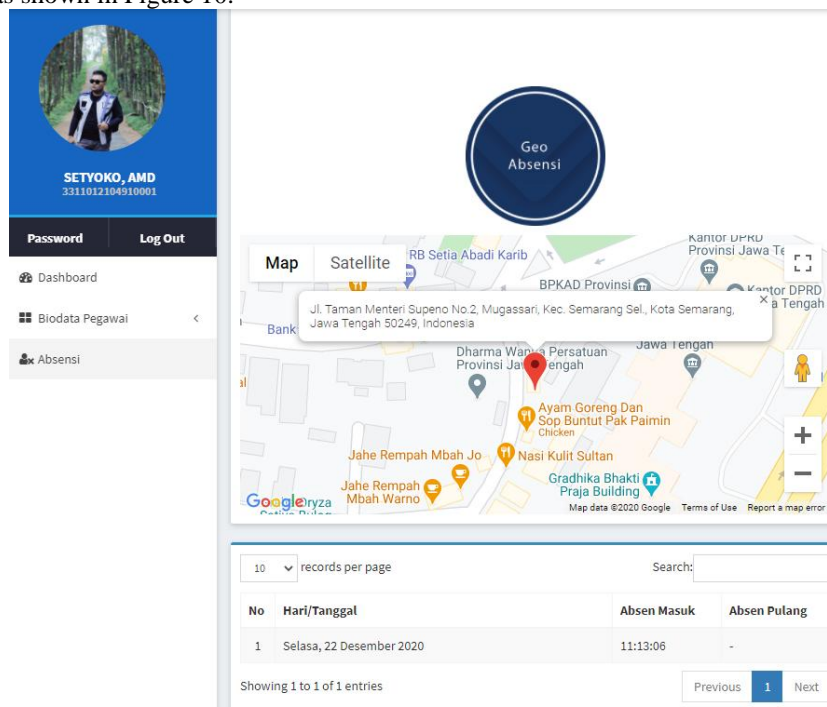 as shown in Figure 10.
SETYOKO, AMD
3311012104910001
Password Log Out
Dashboard
Biodata Pegawai
Absensi
Geo
Absensi
Map Satellite
RB Setia Abadi Karib
Kantor DPRD
Provinsi Jawa Te
BPKAD Provinsi
Kantor DPRD
a Tengah
Jl. Taman Menteri Supeno No.2, Mugassari, Kec. Semarang Sel., Kota Semarang,
Jawa Tengah 50249, Indonesia
Bank
Jawa Tengah
Dharma Wanita Persatuan
Provinsi Jawa Tengah
al
Ayam Goreng Dan
Sop Buntut Pak Paimin
Chicken
Jahe Rempah Mbah Jo
Nasi Kulit Sultan
Jahe Rempah
Mbah Warno
Gradhika Bhakti
Praja Building
Google
ryza
Map data ©2020 Google Terms of Use Report a map error
10 records per page
Search:
No Hari/Tanggal Absen Masuk Absen Pulang
1 Selasa, 22 Desember 2020 11:13:06 -
Showing 1 to 1 of 1 entries
Previous 1 Next